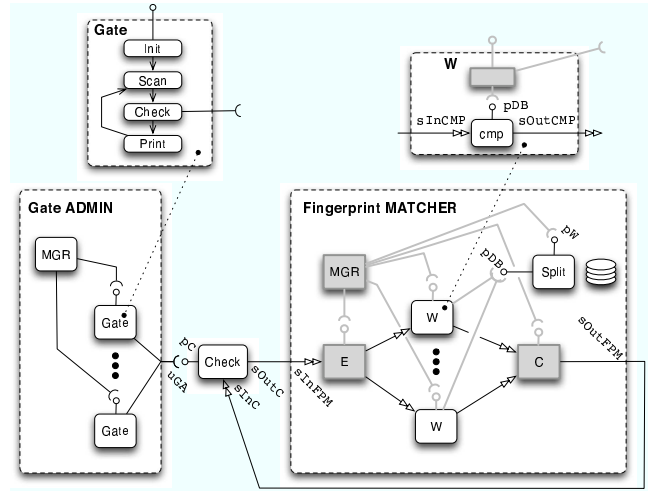 Gate
Init
Scan
Check
Print
W
pDB
sInCMP
sOutCMP
cmp
Gate ADMIN
MGR
Gate
Gate
pC
uGA
Check
sOutC
sInC
sInFPM
Fingerprint MATCHER
MGR
pW
pDB
Split
W
E
C
W
sOutFPM